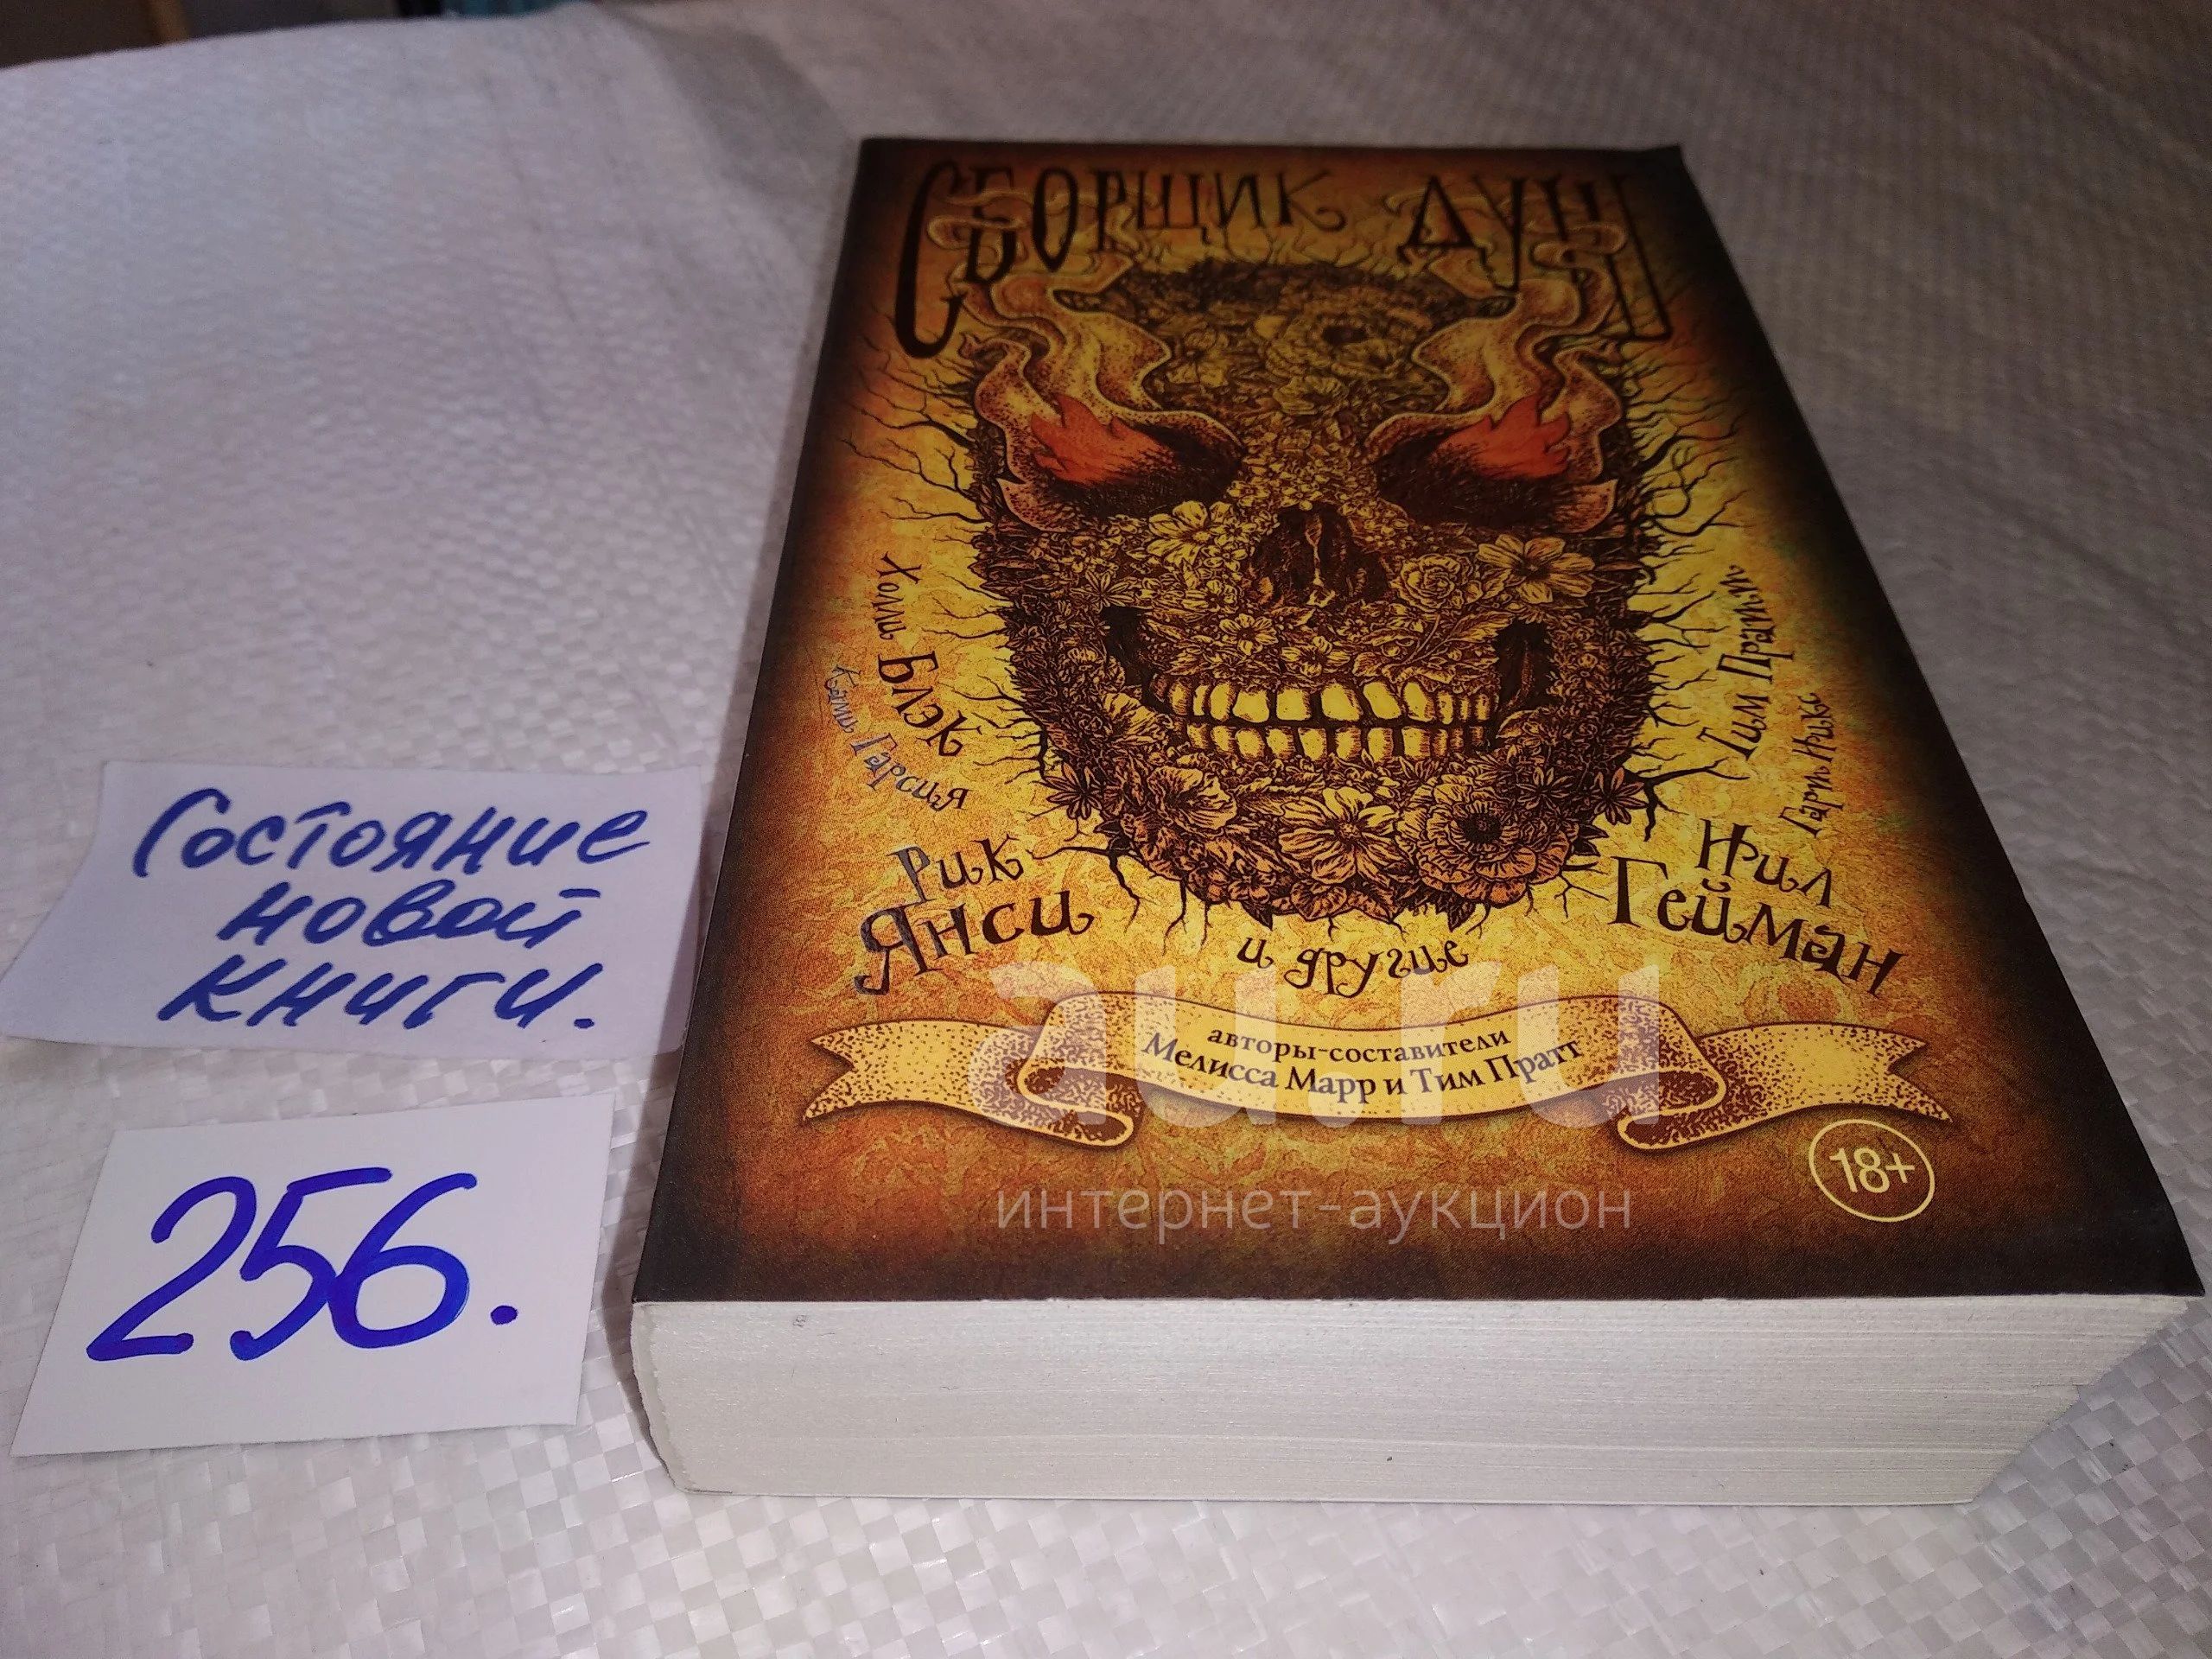 СБОРЩИК ДУШ
Холли Блэк
Ками Гарсия
Рик
Янси
и другие
Тим Пратт
Гарт Никс
Нил
Гейман
авторы-составители
Мелисса Марр и Тим Пратт
18+
Состояние
новой
книги.
256.
au.ru
интернет-аукцион